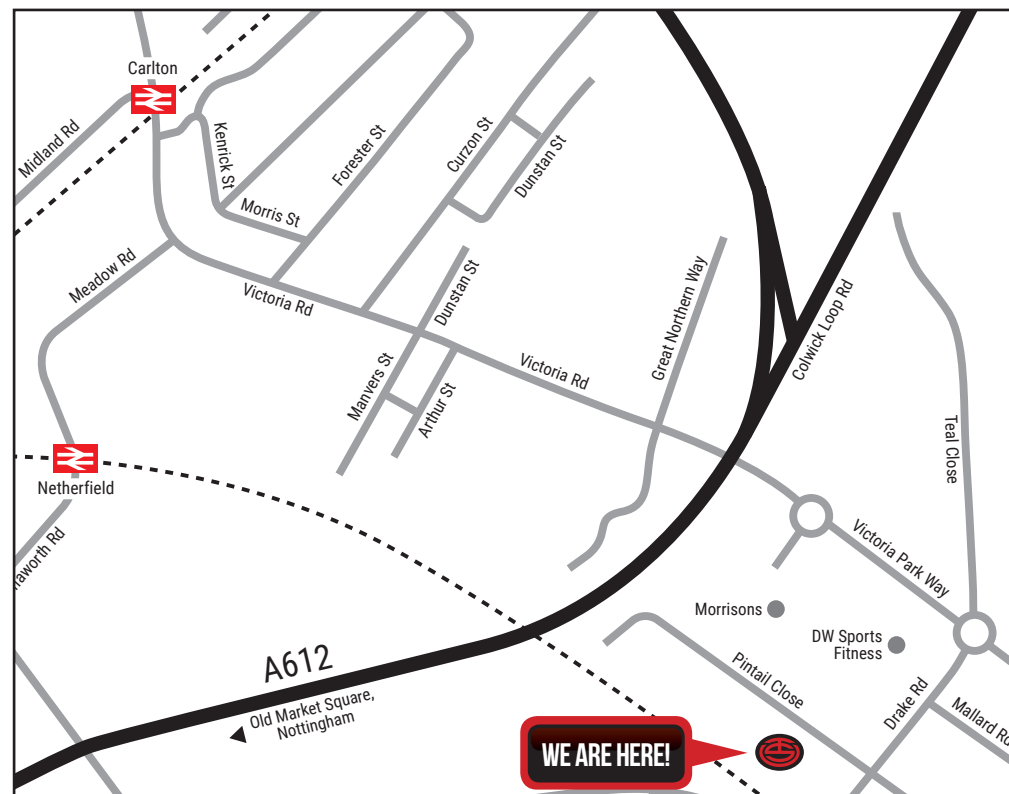 Carlton
Midland Rd
Kenrick St
Forester St
Curzon St
Dunstan St
Morris St
Meadow Rd
Victoria Rd
Dunstan St
Great Northern Way
Colwick Loop Rd
Victoria Rd
Manvers St
Arthur St
Teal Close
Netherfield
Victoria Park Way
Morrisons
DW Sports
Fitness
A612
Pintail Close
Drake Rd
Mallard Rd
Old Market Square,
Nottingham
WE ARE HERE!